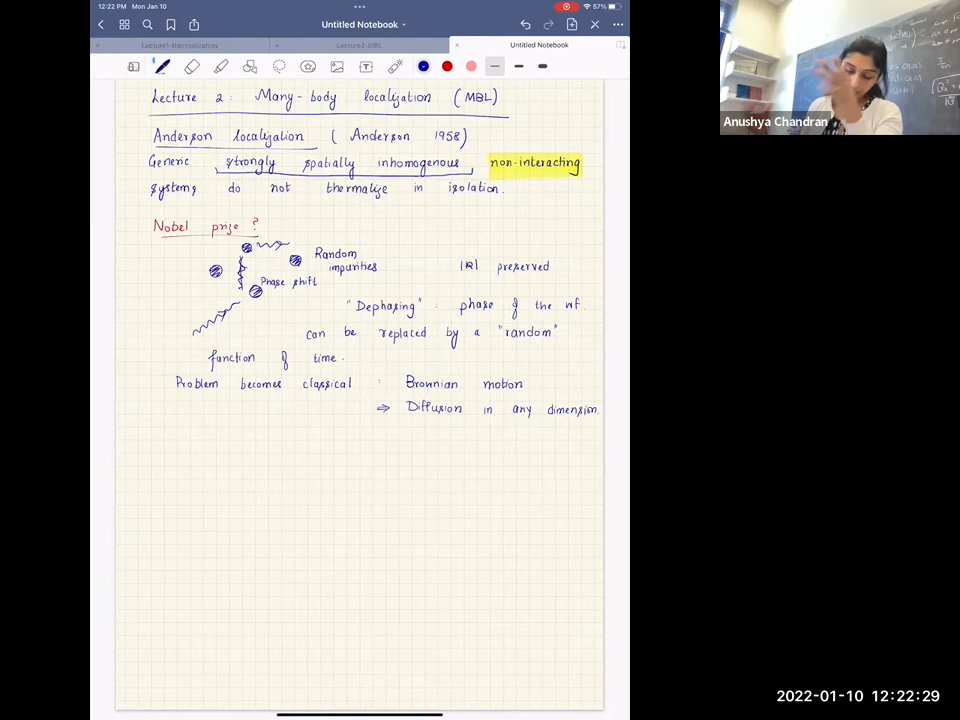 12:22 PM Mon Jan 10
57%
Untitled Notebook
Lecture1-thermalization
Lecture2-MBL
Untitled Notebook
Lecture 2: Many-body localization (MBL)
Anderson localization (Anderson 1958)
Generic strongly spatially inhomogenous non-interacting
systems do not thermalize in isolation.
Nobel prize?
Random
impurities
|k| preserved
Phase shift
"Dephasing": phase of the wf.
can be replaced by a "random"
function of time.
Problem becomes classical : Brownian motion
⇒ Diffusion in any dimension.
Anushya Chandran
2022-01-10 12:22:29